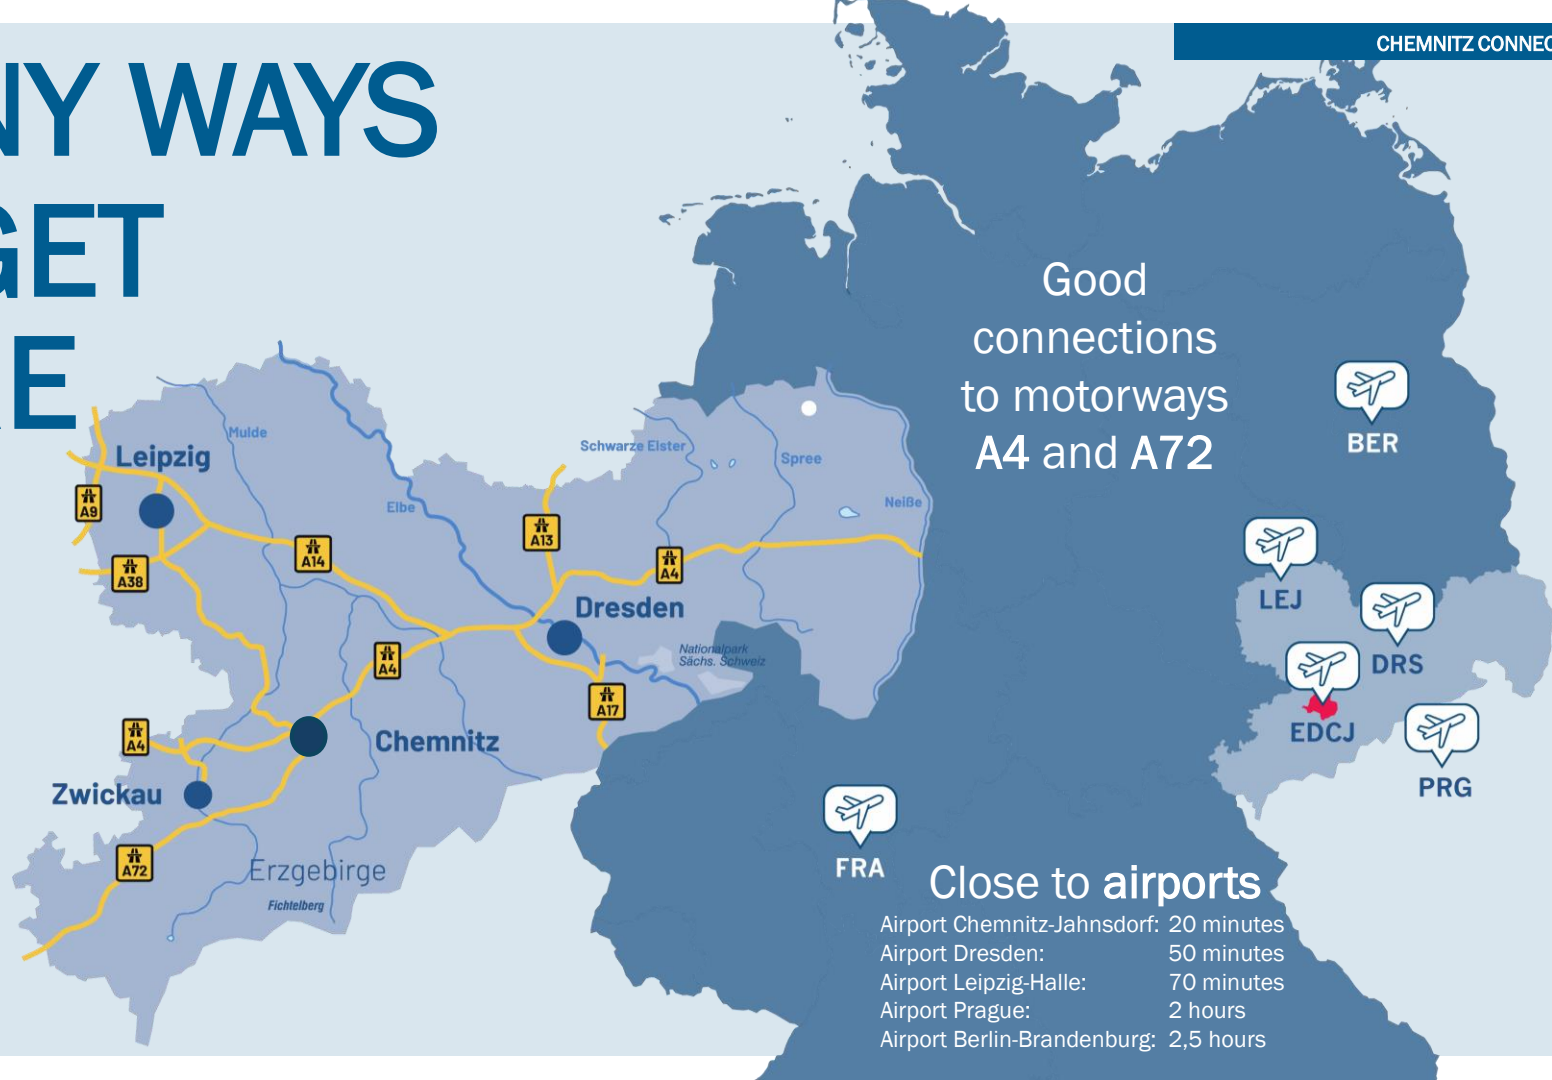 CHEMNITZ CONNEC
NY WAYS
GET
RE
Good
connections
to motorways
A4 and A72
Leipzig
Mulde
Schwarze Elster
Spree
Neiße
Elbe
A9
A14
A13
A4
A38
Dresden
Nationalpark
Sächs. Schweiz
A4
A17
A4
Chemnitz
Zwickau
A72
Erzgebirge
Fichtelberg
BER
LEJ
DRS
EDCJ
PRG
FRA
Close to airports
Airport Chemnitz-Jahnsdorf: 20 minutes
Airport Dresden: 50 minutes
Airport Leipzig-Halle: 70 minutes
Airport Prague: 2 hours
Airport Berlin-Brandenburg: 2,5 hours